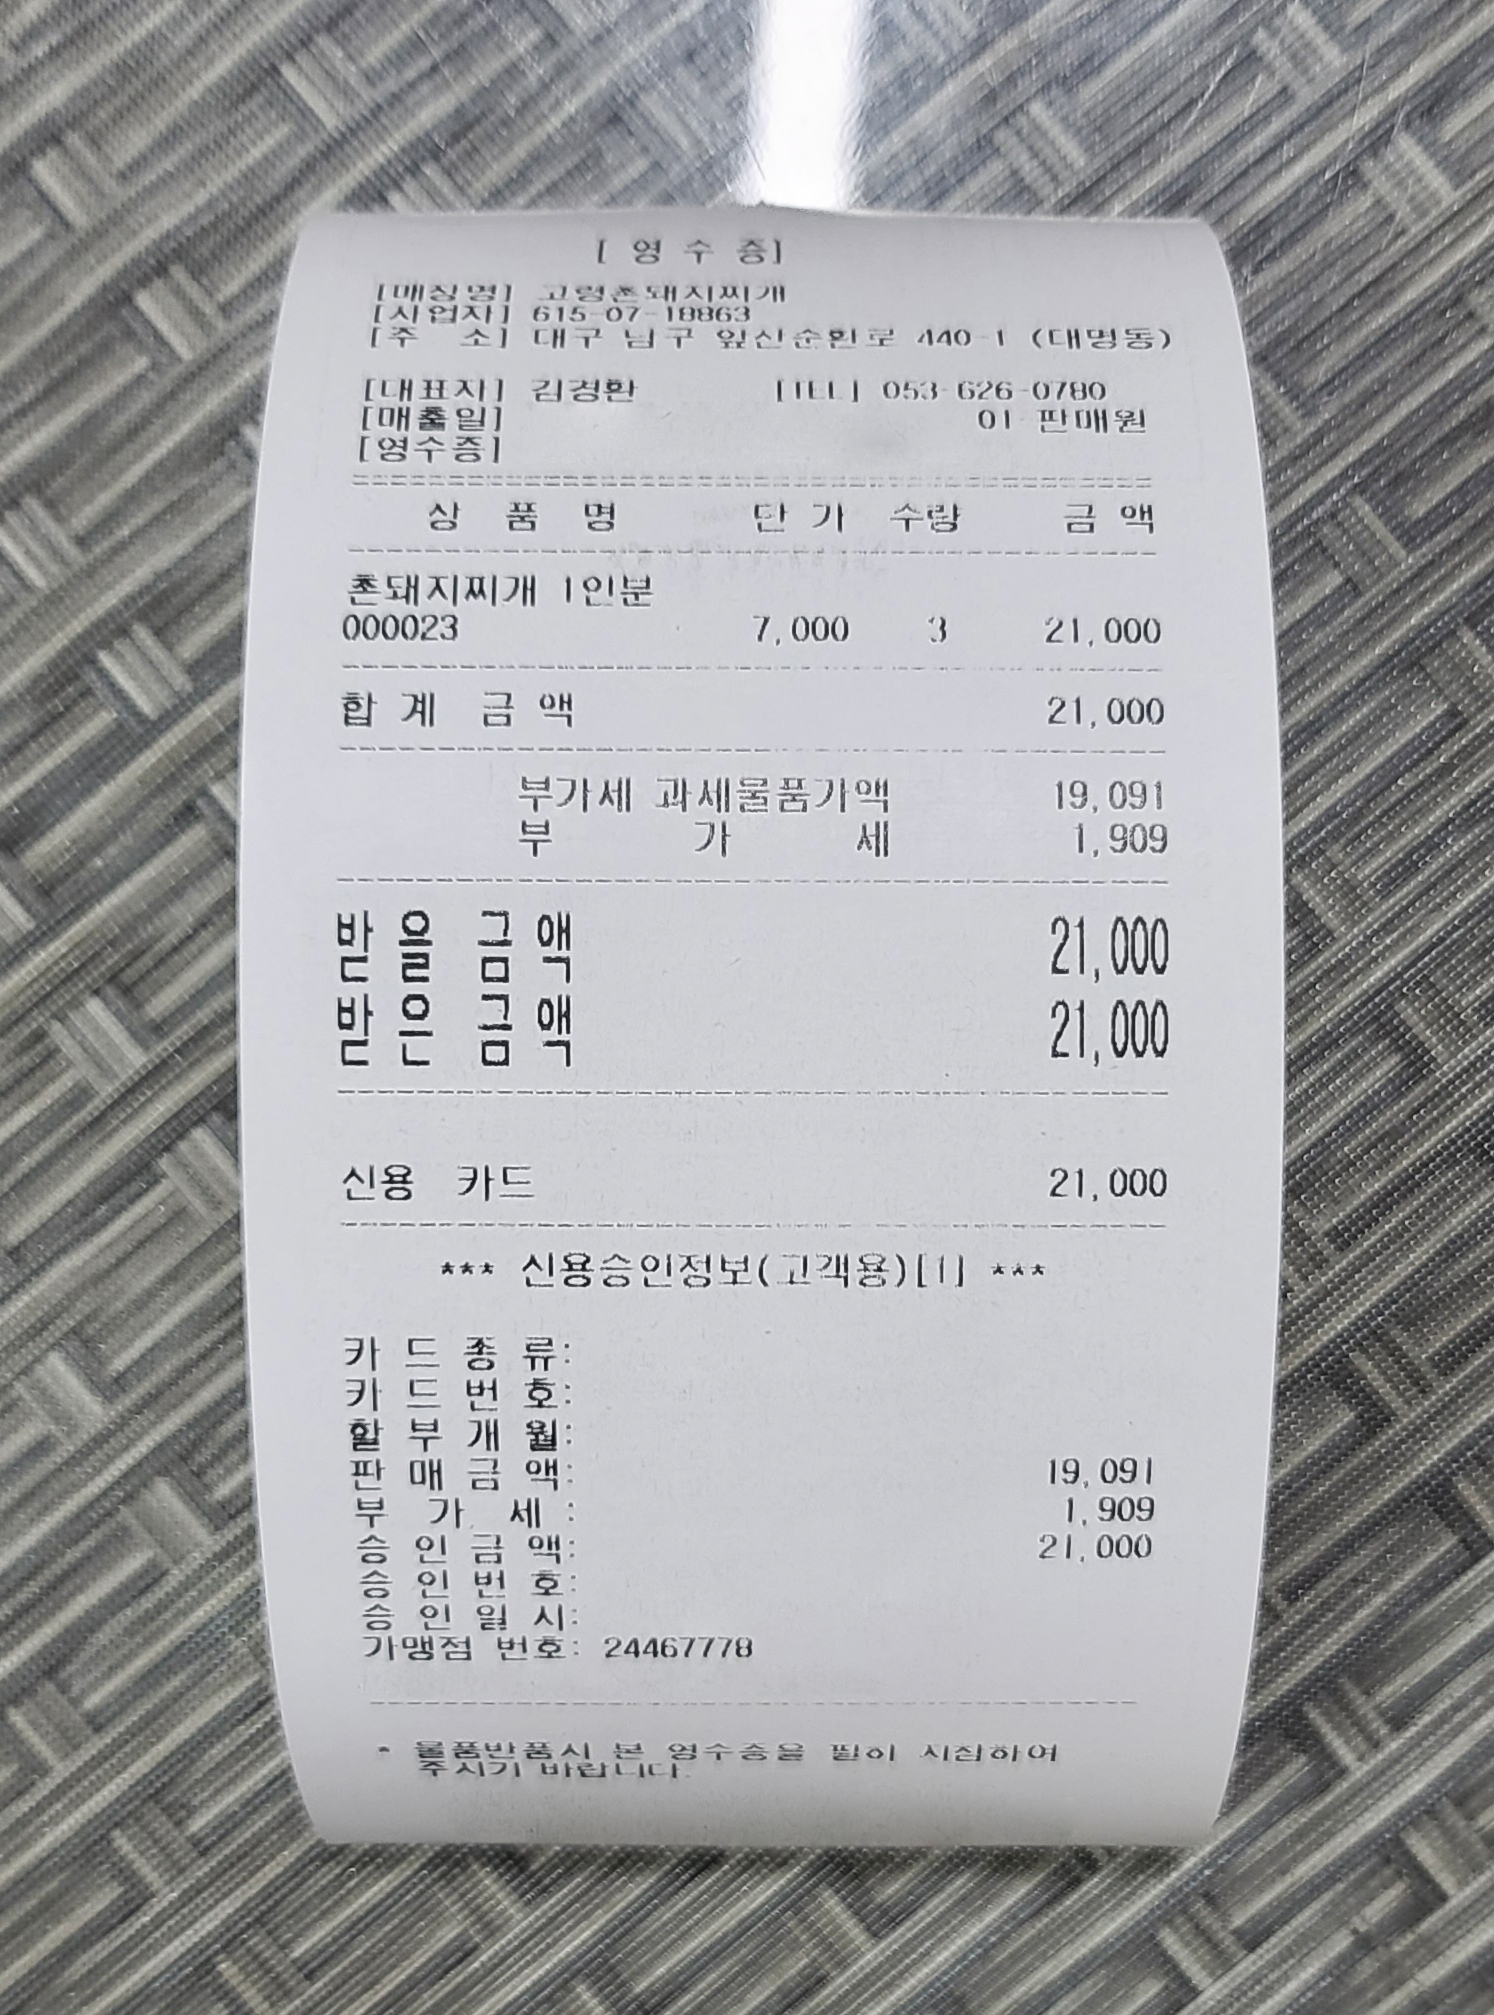 [ 영 수 증]
[매장명] 고령촌돼지찌개
[사업자] 615-07-18863
[주 소] 대구 남구 앞산순환로 440-1 (대명동)
[대표자] 김경환 [TEL] 053-626-0780
[매출일] 01 판매원
[영수증]
상 품 명 단 가 수량 금 액
촌돼지찌개 1인분
000023 7,000 3 21,000
합 계 금 액 21,000
부가세 과세물품가액 19,091
부 가 세 1,909
받 을 금 액 21,000
받 은 금 액 21,000
신용 카드 21,000
*** 신용승인정보(고객용)[1] ***
카 드 종 류:
카 드 번 호:
할 부 개 월:
판 매 금 액: 19,091
부 가 세 : 1,909
승 인 금 액: 21,000
승 인 번 호:
승 인 일 시:
가맹점 번호: 24467778
* 물품반품시 본 영수증을 필히 지참하여
주시기 바랍니다.